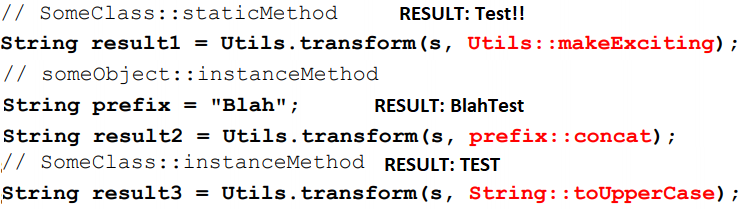 // SomeClass::staticMethod RESULT: Test!!
String result1 = Utils.transform(s, Utils::makeExciting);
// someObject::instanceMethod
String prefix = "Blah"; RESULT: BlahTest
String result2 = Utils.transform(s, prefix::concat);
// SomeClass::instanceMethod RESULT: TEST
String result3 = Utils.transform(s, String::toUpperCase);